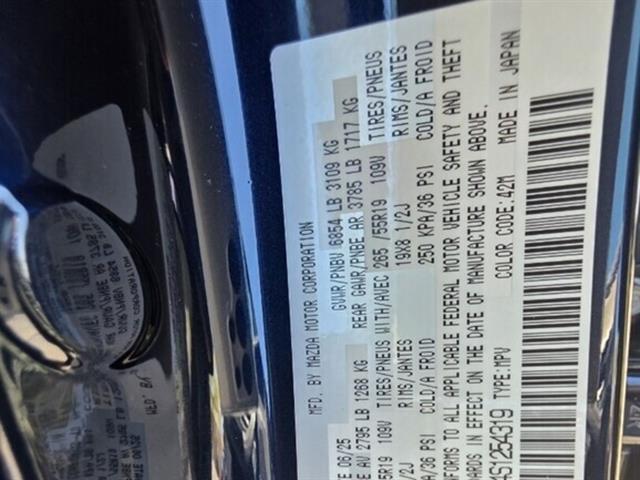 MFD. BY MAZDA MOTOR CORPORATION
TE 06/25 GVWR/PNBV 6854 LB 3109 KG
E AV 2795 LB 1268 KG REAR GAWR/PNBE AR 3785 LB 1717 KG
5R19 109V TIRES/PNEUS WITH/AVEC 265 /55R19 109V TIRES/PNEUS
/2J RIMS/JANTES 19X8 1/2J RIMS/JANTES
A/36 PSI COLD/A FROID 250 KPA/36 PSI COLD/A FROID
FORMS TO ALL APPLICABLE FEDERAL MOTOR VEHICLE SAFETY AND THEFT
ARDS IN EFFECT ON THE DATE OF MANUFACTURE SHOWN ABOVE.
4S1254319 TYPE:MPV COLOR CODE:42M MADE IN JAPAN